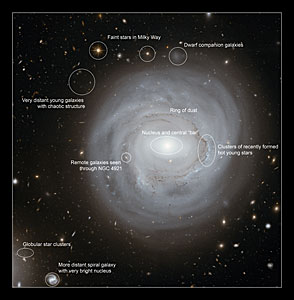 Faint stars in Milky Way
Dwarf companion galaxies
Very distant young galaxies
with chaotic structure
Ring of dust
Nucleus and central 'bar'
Clusters of recently formed
hot young stars
Remote galaxies seen
through NGC 4921
Globular star clusters
More distant spiral galaxy
with very bright nucleus